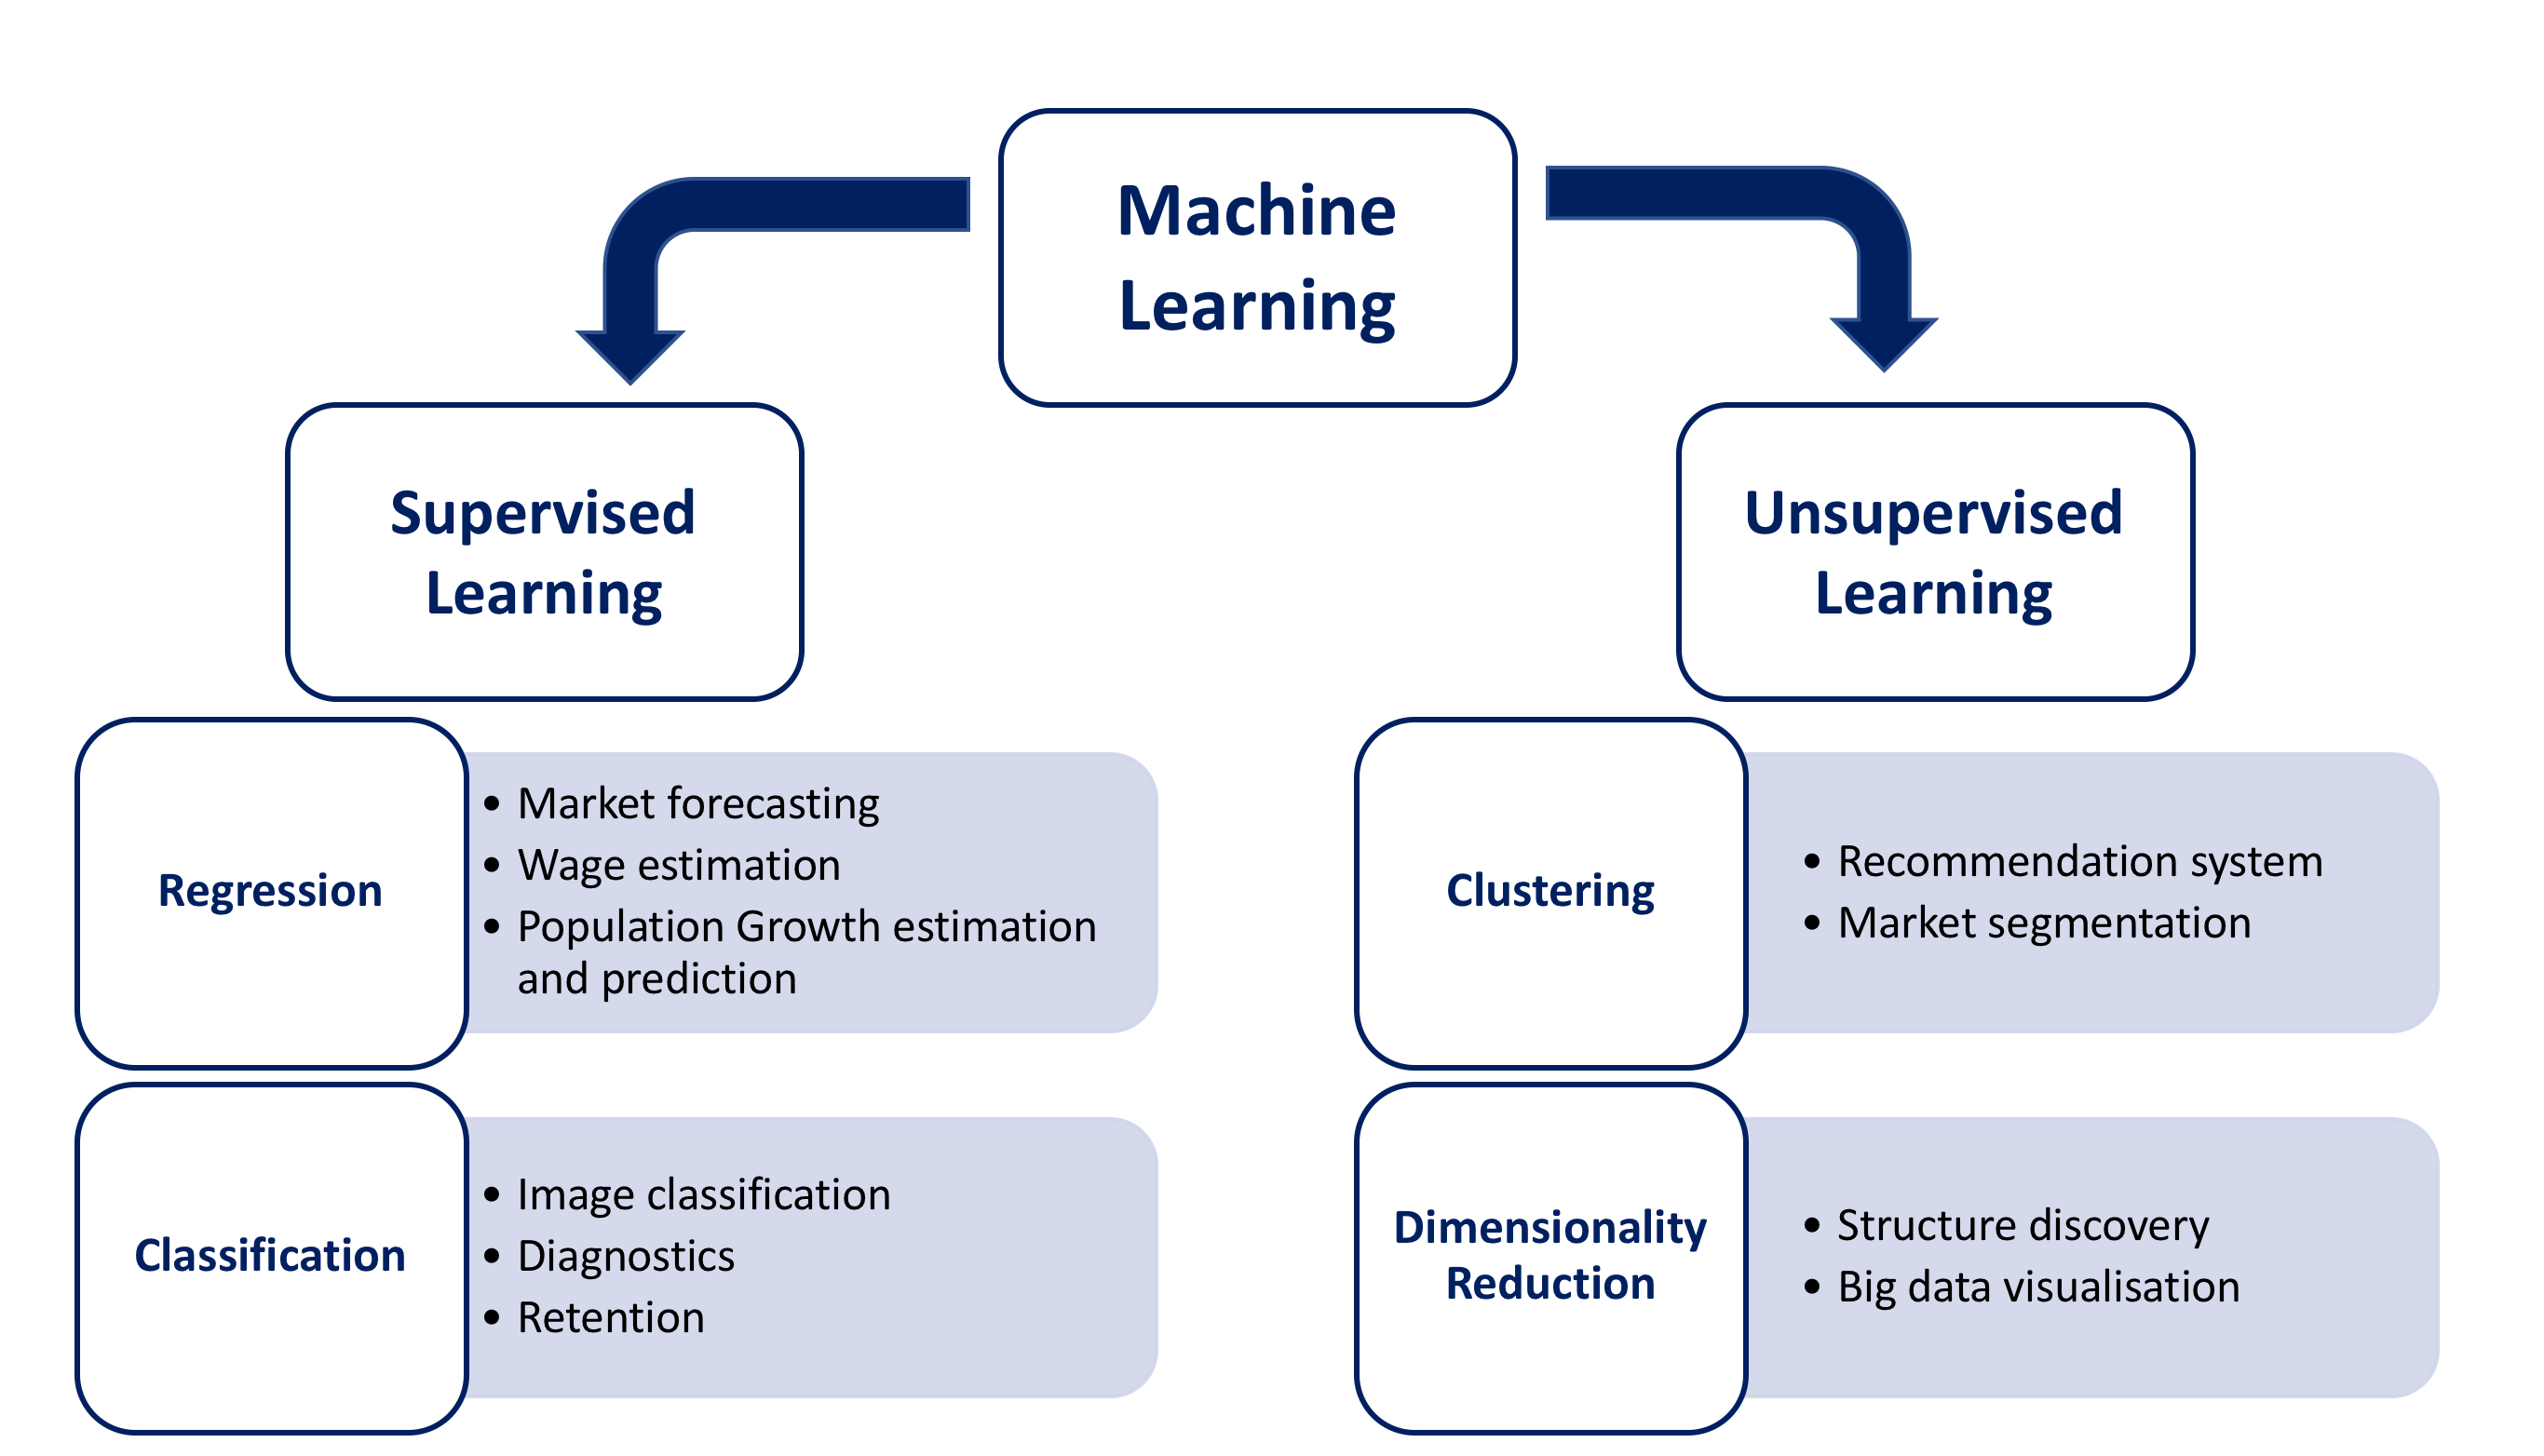 Machine
Learning
Supervised
Learning
Unsupervised
Learning
Regression
• Market forecasting
• Wage estimation
• Population Growth estimation
and prediction
Clustering
• Recommendation system
• Market segmentation
Classification
• Image classification
• Diagnostics
• Retention
Dimensionality
Reduction
• Structure discovery
• Big data visualisation